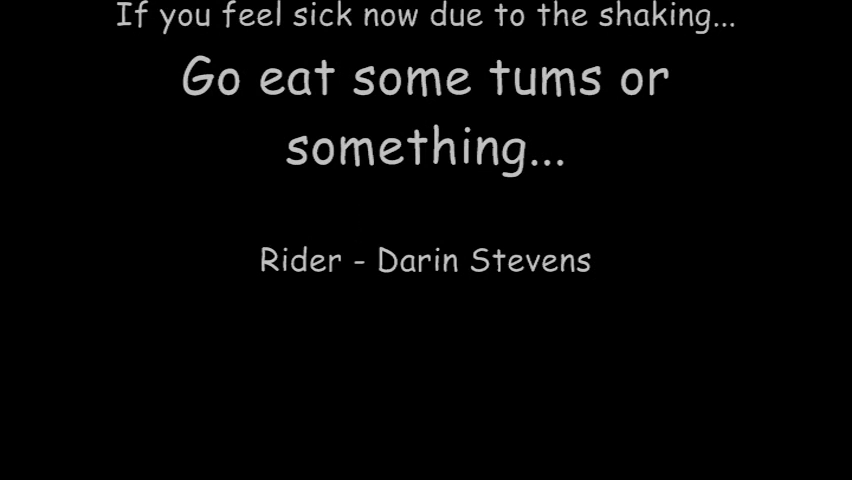 If you feel sick now due to the shaking...
Go eat some tums or
something...
Rider - Darin Stevens